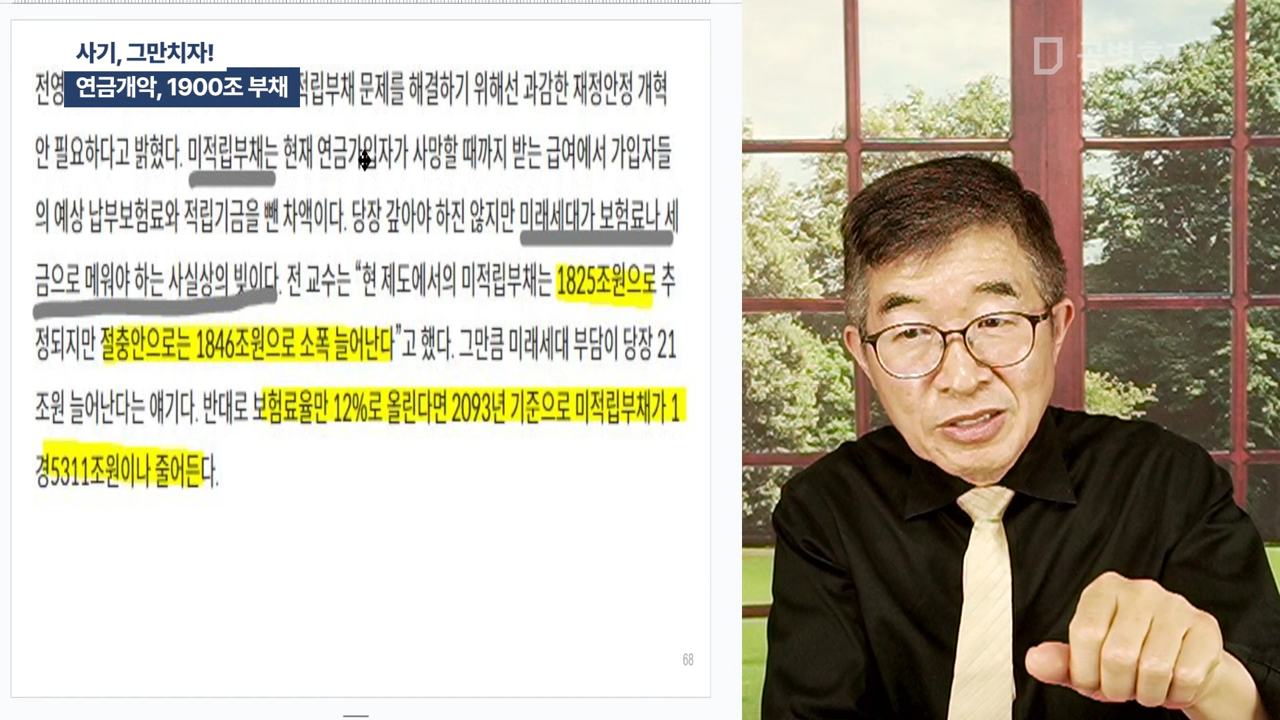 사기, 그만치자!
연금개악, 1900조 부채
전영 적립부채 문제를 해결하기 위해선 과감한 재정안정 개혁
안 필요하다고 밝혔다. 미적립부채는 현재 연금가입자가 사망할 때까지 받는 급여에서 가입자들
의 예상 납부보험료와 적립기금을 뺀 차액이다. 당장 갚아야 하진 않지만 미래세대가 보험료나 세
금으로 메워야 하는 사실상의 빚이다. 전 교수는 “현 제도에서의 미적립부채는 1825조원으로 추
정되지만 절충안으로는 1846조원으로 소폭 늘어난다”고 했다. 그만큼 미래세대 부담이 당장 21
조원 늘어난다는 얘기다. 반대로 보험료율만 12%로 올린다면 2093년 기준으로 미적립부채가 1
경5311조원이나 줄어든다.
68